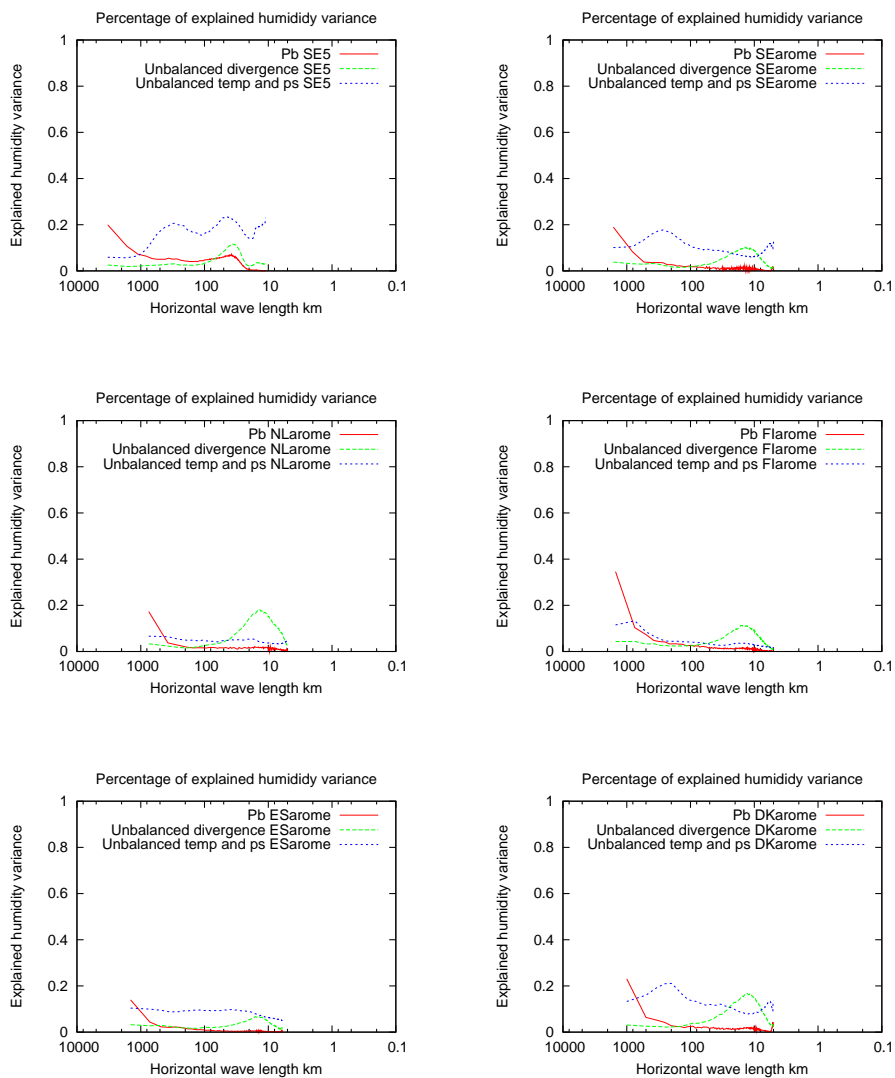 Percentage of explained humididy variance
Explained humidity variance
1
0.8
0.6
0.4
0.2
0
Pb SE5
Unbalanced divergence SE5
Unbalanced temp and ps SE5
10000 1000 100 10 1 0.1
Horizontal wave length km
Percentage of explained humididy variance
Explained humidity variance
1
0.8
0.6
0.4
0.2
0
Pb SEarome
Unbalanced divergence SEarome
Unbalanced temp and ps SEarome
10000 1000 100 10 1 0.1
Horizontal wave length km
Percentage of explained humididy variance
Explained humidity variance
1
0.8
0.6
0.4
0.2
0
Pb NLarome
Unbalanced divergence NLarome
Unbalanced temp and ps NLarome
10000 1000 100 10 1 0.1
Horizontal wave length km
Percentage of explained humididy variance
Explained humidity variance
1
0.8
0.6
0.4
0.2
0
Pb FIarome
Unbalanced divergence FIarome
Unbalanced temp and ps FIarome
10000 1000 100 10 1 0.1
Horizontal wave length km
Percentage of explained humididy variance
Explained humidity variance
1
0.8
0.6
0.4
0.2
0
Pb ESarome
Unbalanced divergence ESarome
Unbalanced temp and ps ESarome
10000 1000 100 10 1 0.1
Horizontal wave length km
Percentage of explained humididy variance
Explained humidity variance
1
0.8
0.6
0.4
0.2
0
Pb DKarome
Unbalanced divergence DKarome
Unbalanced temp and ps DKarome
10000 1000 100 10 1 0.1
Horizontal wave length km